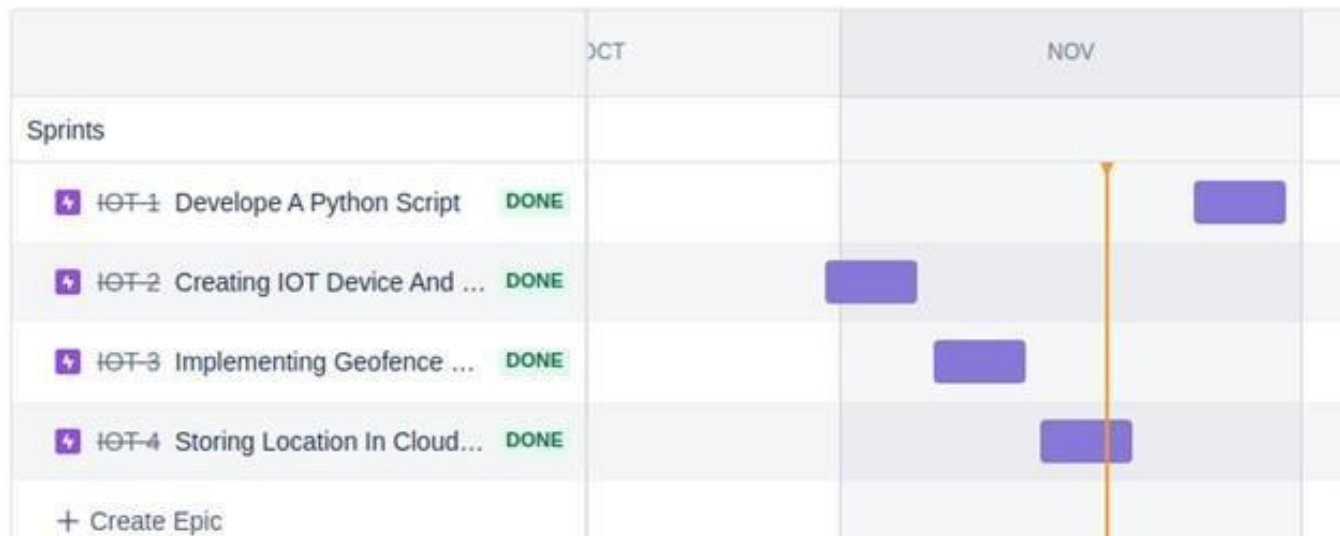 OCT NOV
Sprints
IOT-1 Develope A Python Script DONE
IOT-2 Creating IOT Device And ... DONE
IOT-3 Implementing Geofence ... DONE
IOT-4 Storing Location In Cloud... DONE
+ Create Epic